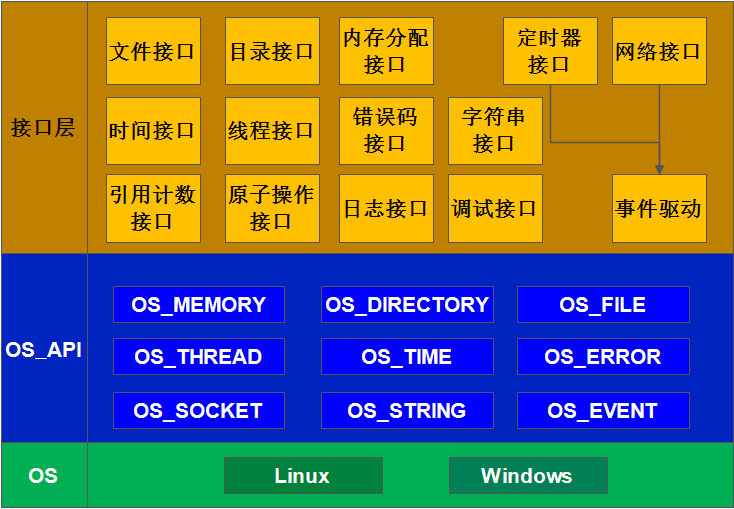 文件接口
目录接口
内存分配
接口
定时器
接口
网络接口
接口层
时间接口
线程接口
错误码
接口
字符串
接口
引用计数
接口
原子操作
接口
日志接口
调试接口
事件驱动
OS_API
OS_MEMORY
OS_DIRECTORY
OS_FILE
OS_THREAD
OS_TIME
OS_ERROR
OS_SOCKET
OS_STRING
OS_EVENT
OS
Linux
Windows